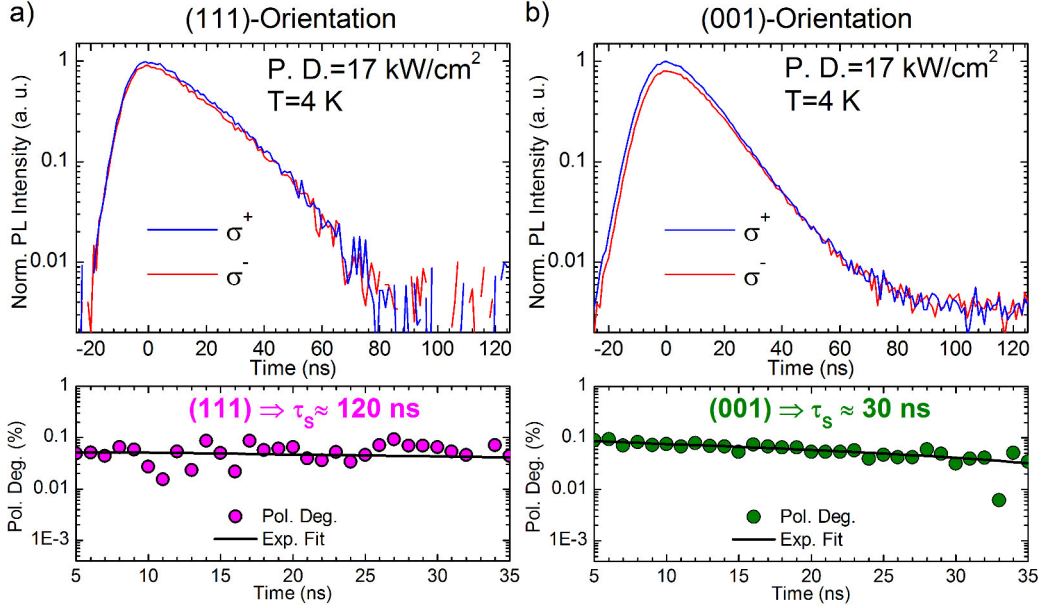 a)
(111)-Orientation
Norm. PL Intensity (a. u.)
1
0.1
0.01
P. D.=17 kW/cm²
T=4 K
σ⁺
σ⁻
-20 0 20 40 60 80 100 120
Time (ns)
Pol. Deg. (%)
1
0.1
0.01
1E-3
(111) ⇒ τₛ≈ 120 ns
Pol. Deg.
Exp. Fit
5 10 15 20 25 30 35
Time (ns)
b)
(001)-Orientation
Norm. PL Intensity (a. u.)
1
0.1
0.01
P. D.=17 kW/cm²
T=4 K
σ⁺
σ⁻
-20 0 20 40 60 80 100 120
Time (ns)
Pol. Deg. (%)
1
0.1
0.01
1E-3
(001) ⇒ τₛ≈ 30 ns
Pol. Deg.
Exp. Fit
5 10 15 20 25 30 35
Time (ns)